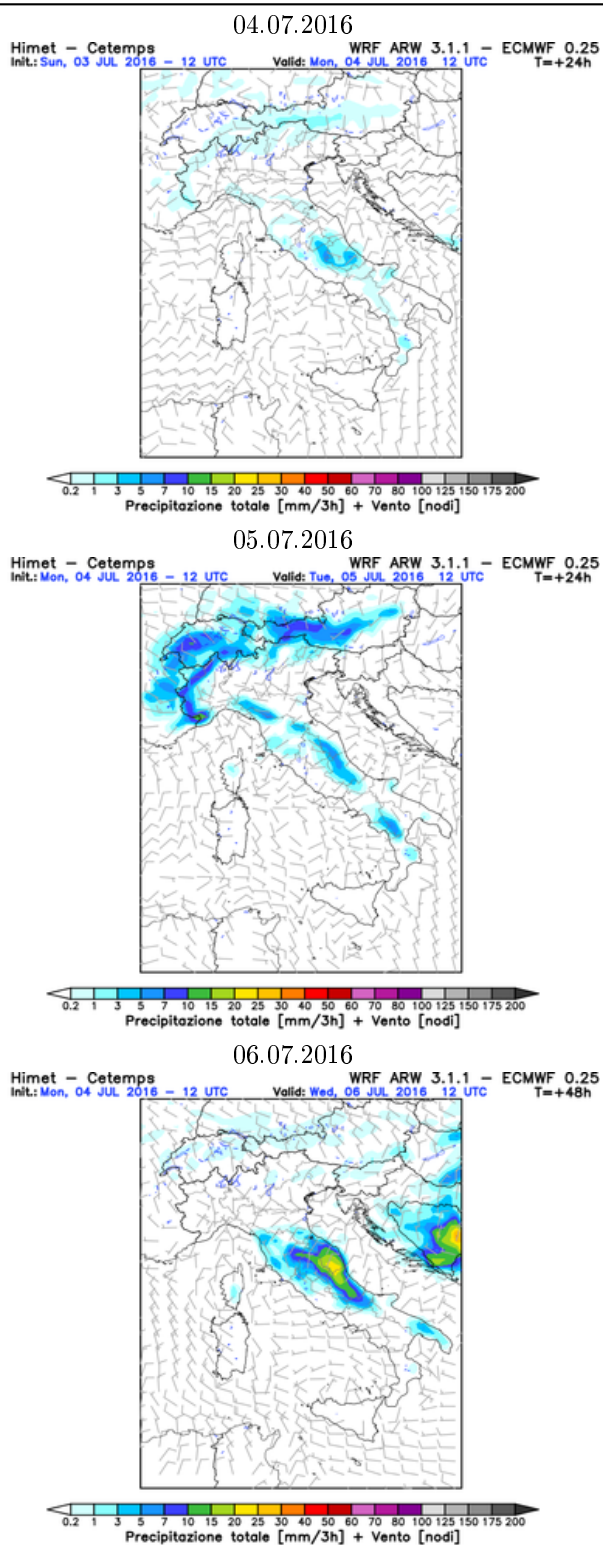 04.07.2016
Himet – Cetemps WRF ARW 3.1.1 – ECMWF 0.25
Init.: Sun, 03 JUL 2016 – 12 UTC Valid: Mon, 04 JUL 2016 12 UTC T=+24h
0.2 1 3 5 7 10 15 20 25 30 40 50 60 70 80 100 125 150 175 200
Precipitazione totale [mm/3h] + Vento [nodi]
05.07.2016
Himet – Cetemps WRF ARW 3.1.1 – ECMWF 0.25
Init.: Mon, 04 JUL 2016 – 12 UTC Valid: Tue, 05 JUL 2016 12 UTC T=+24h
0.2 1 3 5 7 10 15 20 25 30 40 50 60 70 80 100 125 150 175 200
Precipitazione totale [mm/3h] + Vento [nodi]
06.07.2016
Himet – Cetemps WRF ARW 3.1.1 – ECMWF 0.25
Init.: Mon, 04 JUL 2016 – 12 UTC Valid: Wed, 06 JUL 2016 12 UTC T=+48h
0.2 1 3 5 7 10 15 20 25 30 40 50 60 70 80 100 125 150 175 200
Precipitazione totale [mm/3h] + Vento [nodi]